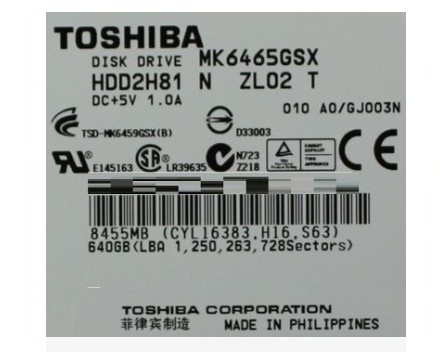 TOSHIBA
DISK DRIVE MK6465GSX
HDD2H81 N ZL02 T
DC+5V 1.0A
010 A0/GJ003N
TSD-MK6459GSX(B) D33003
E145163 LR39635 N723
Z218
8455MB (CYL16383,H16,S63)
640GB(LBA 1,250,263,728Sectors)
TOSHIBA CORPORATION
菲律宾制造 MADE IN PHILIPPINES